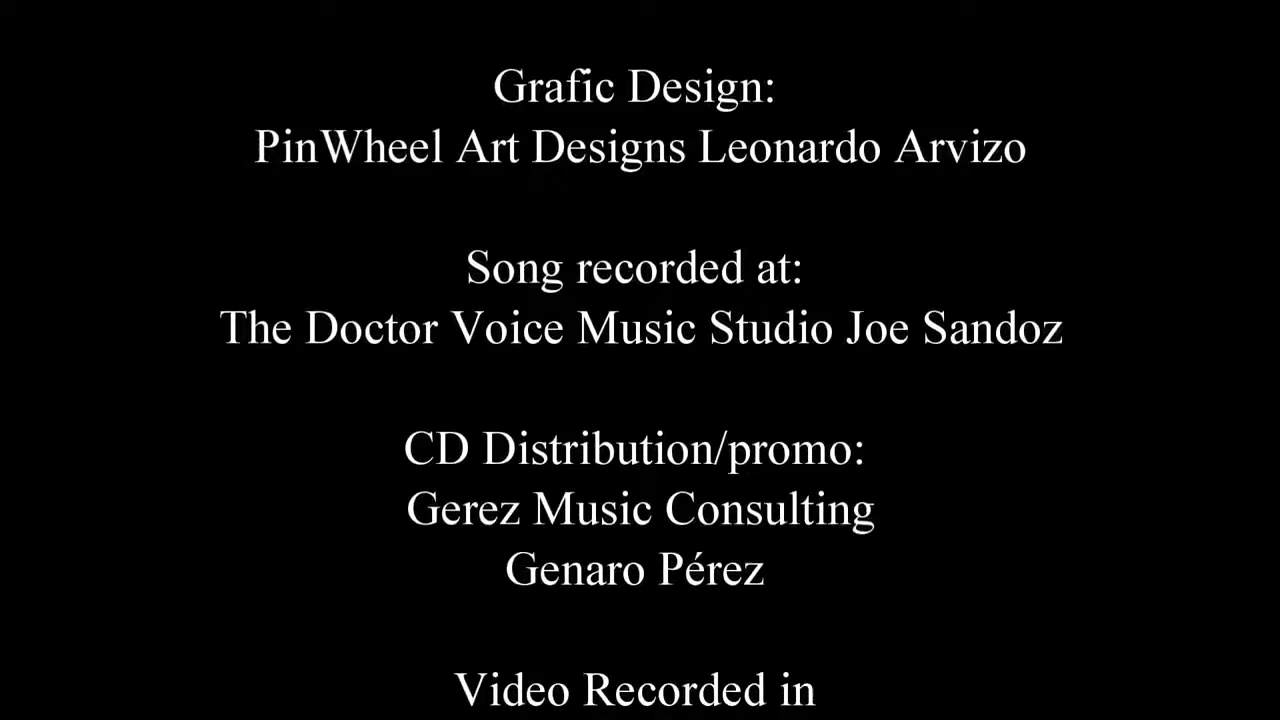 Grafic Design:
PinWheel Art Designs Leonardo Arvizo
Song recorded at:
The Doctor Voice Music Studio Joe Sandoz
CD Distribution/promo:
Gerez Music Consulting
Genaro Pérez
Video Recorded in